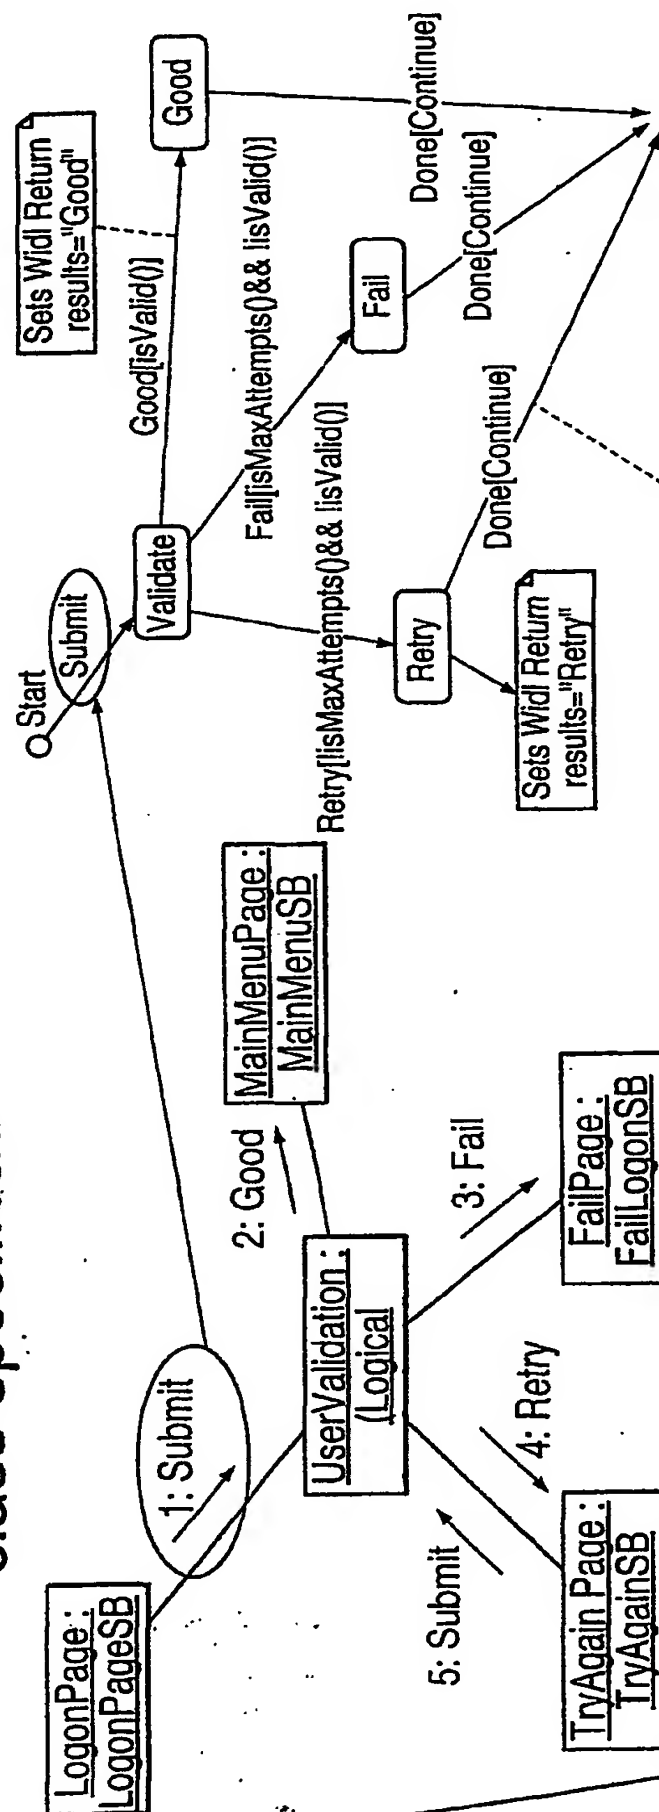 LogonPage :
LogonPageSB
1: Submit
UserValidation :
(Logical
2: Good
MainMenuPage :
MainMenuSB
3: Fail
FailPage :
FailLogonSB
4: Retry
5: Submit
TryAgain Page :
TryAgainSB
Start
Submit
Validate
Good[isValid()]
Sets Widl Return
results="Good"
Good
Fail[isMaxAttempts()&& !isValid()]
Fail
Retry[!isMaxAttempts()&& !isValid()]
Retry
Sets Widl Return
results="Retry"
Done[Continue]
Done[Continue]
Done[Continue]